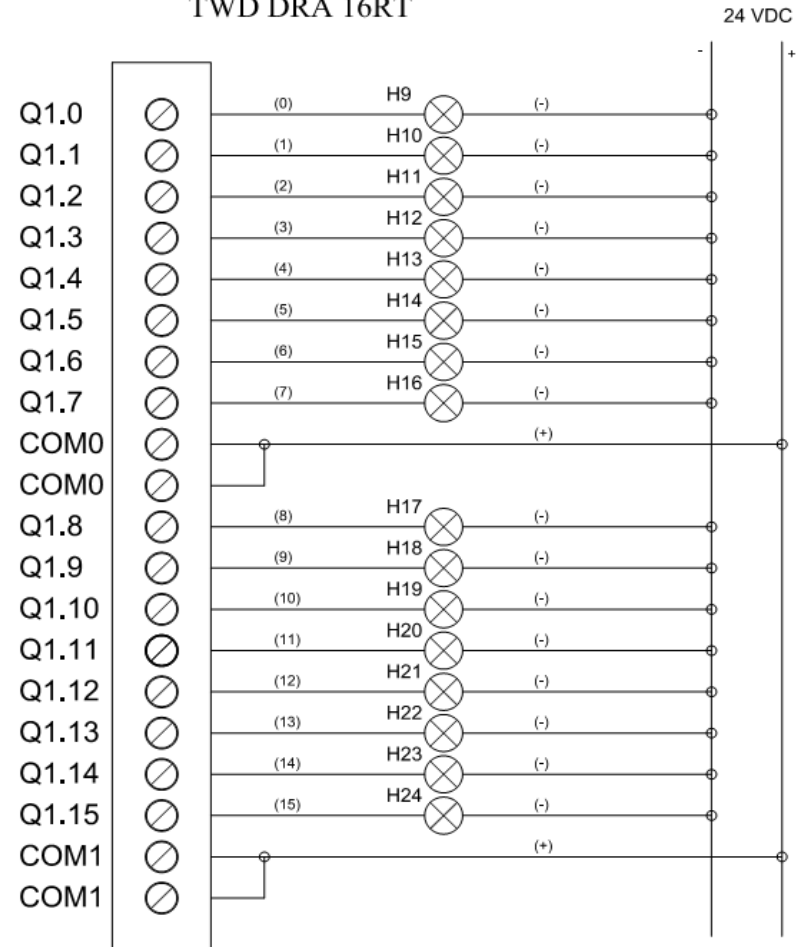 TWD DRA 16RT
24 VDC
- +
Q1.0 (0) H9 (-)
Q1.1 (1) H10 (-)
Q1.2 (2) H11 (-)
Q1.3 (3) H12 (-)
Q1.4 (4) H13 (-)
Q1.5 (5) H14 (-)
Q1.6 (6) H15 (-)
Q1.7 (7) H16 (-)
COM0 (+)
COM0
Q1.8 (8) H17 (-)
Q1.9 (9) H18 (-)
Q1.10 (10) H19 (-)
Q1.11 (11) H20 (-)
Q1.12 (12) H21 (-)
Q1.13 (13) H22 (-)
Q1.14 (14) H23 (-)
Q1.15 (15) H24 (-)
COM1 (+)
COM1